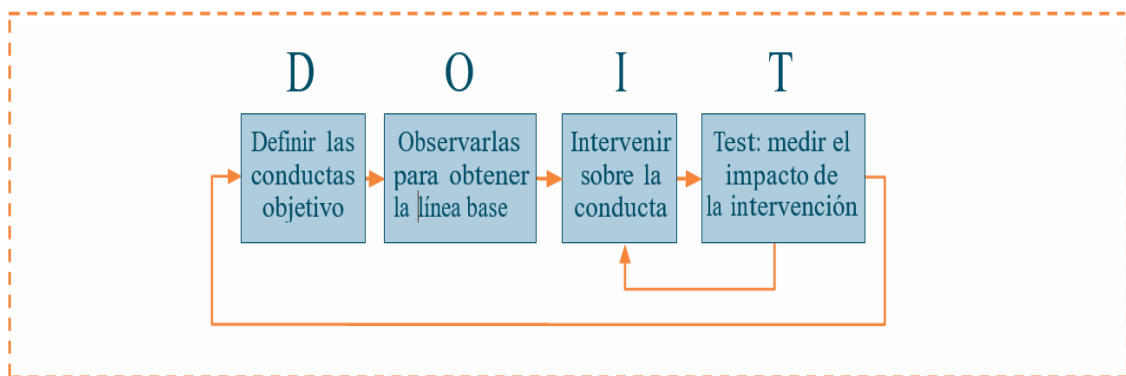 D
O
I
T
Definir las
conductas
objetivo
Observarlas
para obtener
la línea base
Intervenir
sobre la
conducta
Test: medir el
impacto de
la intervención